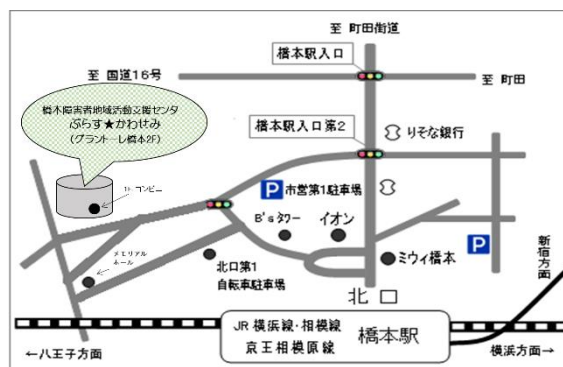 至 町田街道
橋本駅入口
至 国道16号
至 町田
橋本障害者地域活動支援センタ
ぷらす★かわせみ
(グラントーレ橋本2F)
橋本駅入口第2
りそな銀行
1F コンビニ
P 市営第1駐車場
B'sタワー
イオン
P
ミウィ橋本
メモリアル
ホール
北口第1
自転車駐車場
北口
新宿方面
JR 横浜線・相模線
京王相模原線
橋本駅
←八王子方面
横浜方面→